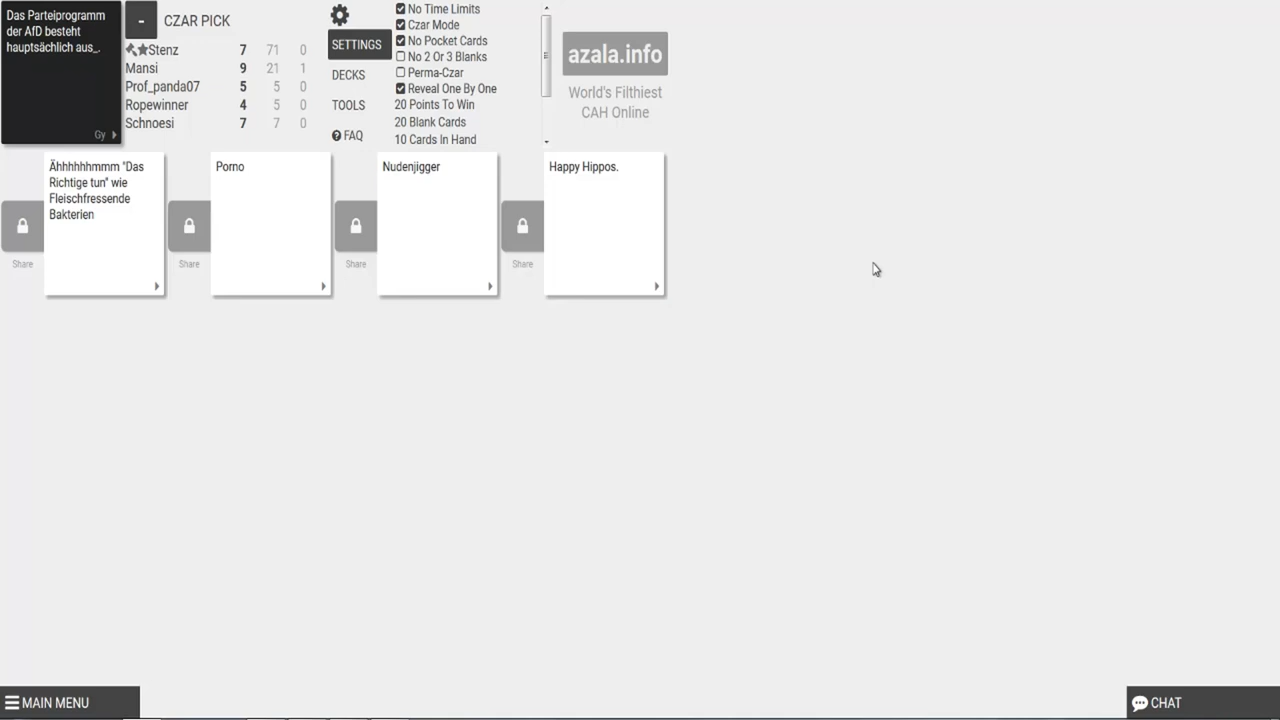 Das Parteiprogramm
der AfD besteht
hauptsächlich aus_.
Gy
-
CZAR PICK
Stenz 7 71 0
Mansi 9 21 1
Prof_panda07 5 5 0
Ropewinner 4 5 0
Schnoesi 7 7 0
SETTINGS
DECKS
TOOLS
FAQ
No Time Limits
Czar Mode
No Pocket Cards
No 2 Or 3 Blanks
Perma-Czar
Reveal One By One
20 Points To Win
20 Blank Cards
10 Cards In Hand
azala.info
World's Filthiest
CAH Online
Ähhhhhhmmm "Das
Richtige tun" wie
Fleischfressende
Bakterien
Share
Porno
Share
Nudenjigger
Share
Happy Hippos.
Share
MAIN MENU
CHAT